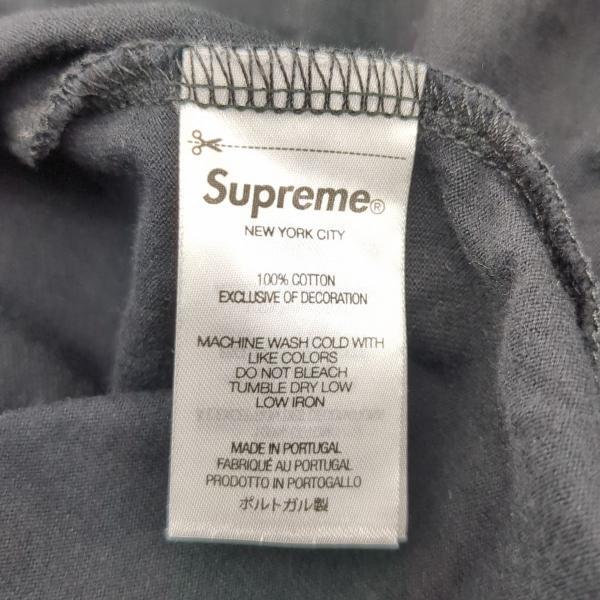 Supreme®
NEW YORK CITY
100% COTTON
EXCLUSIVE OF DECORATION
MACHINE WASH COLD WITH
LIKE COLORS
DO NOT BLEACH
TUMBLE DRY LOW
LOW IRON
MADE IN PORTUGAL
FABRIQUÉ AU PORTUGAL
PRODOTTO IN PORTOGALLO
ポルトガル製